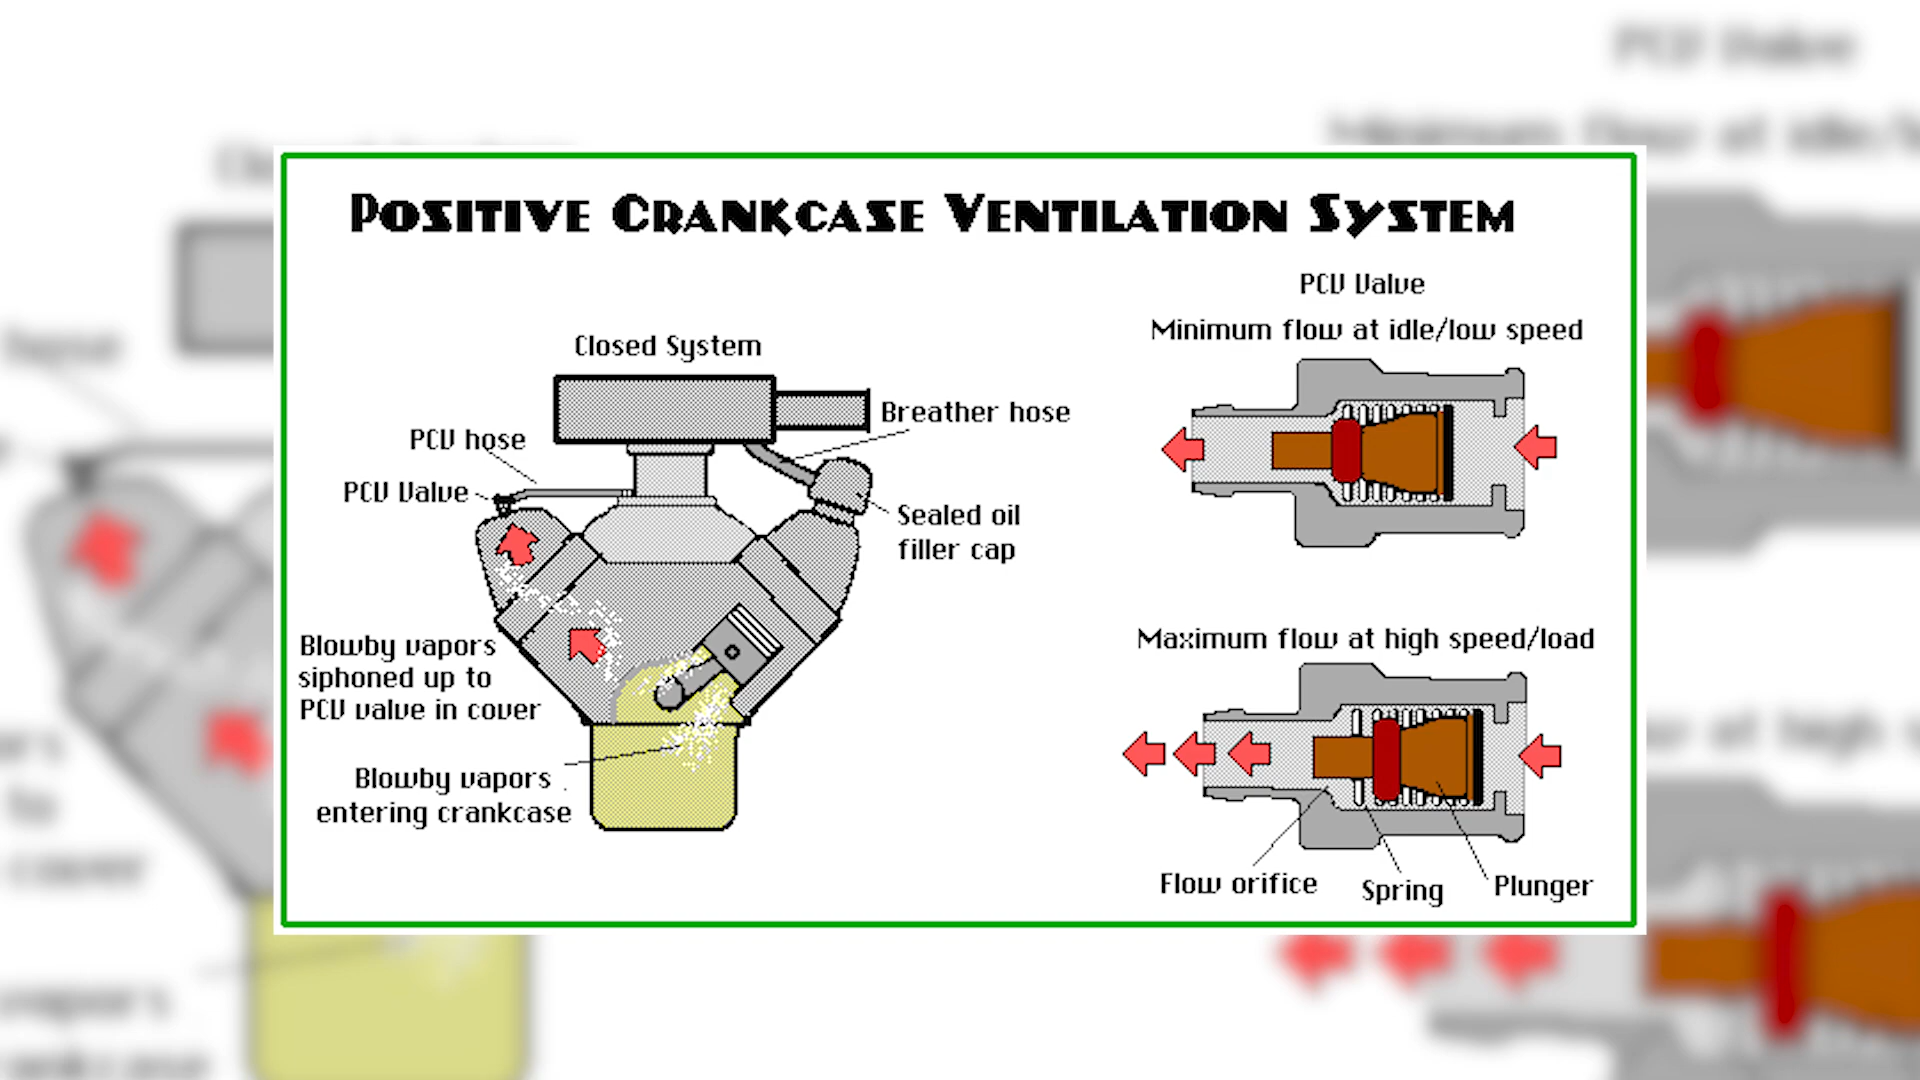 Positive Crankcase Ventilation System
PCV Valve
Minimum flow at idle/low speed
Closed System
Breather hose
PCV hose
PCV Valve
Sealed oil
filler cap
Blowby vapors
siphoned up to
PCV valve in cover
Maximum flow at high speed/load
Blowby vapors
entering crankcase
Flow orifice
Spring
Plunger